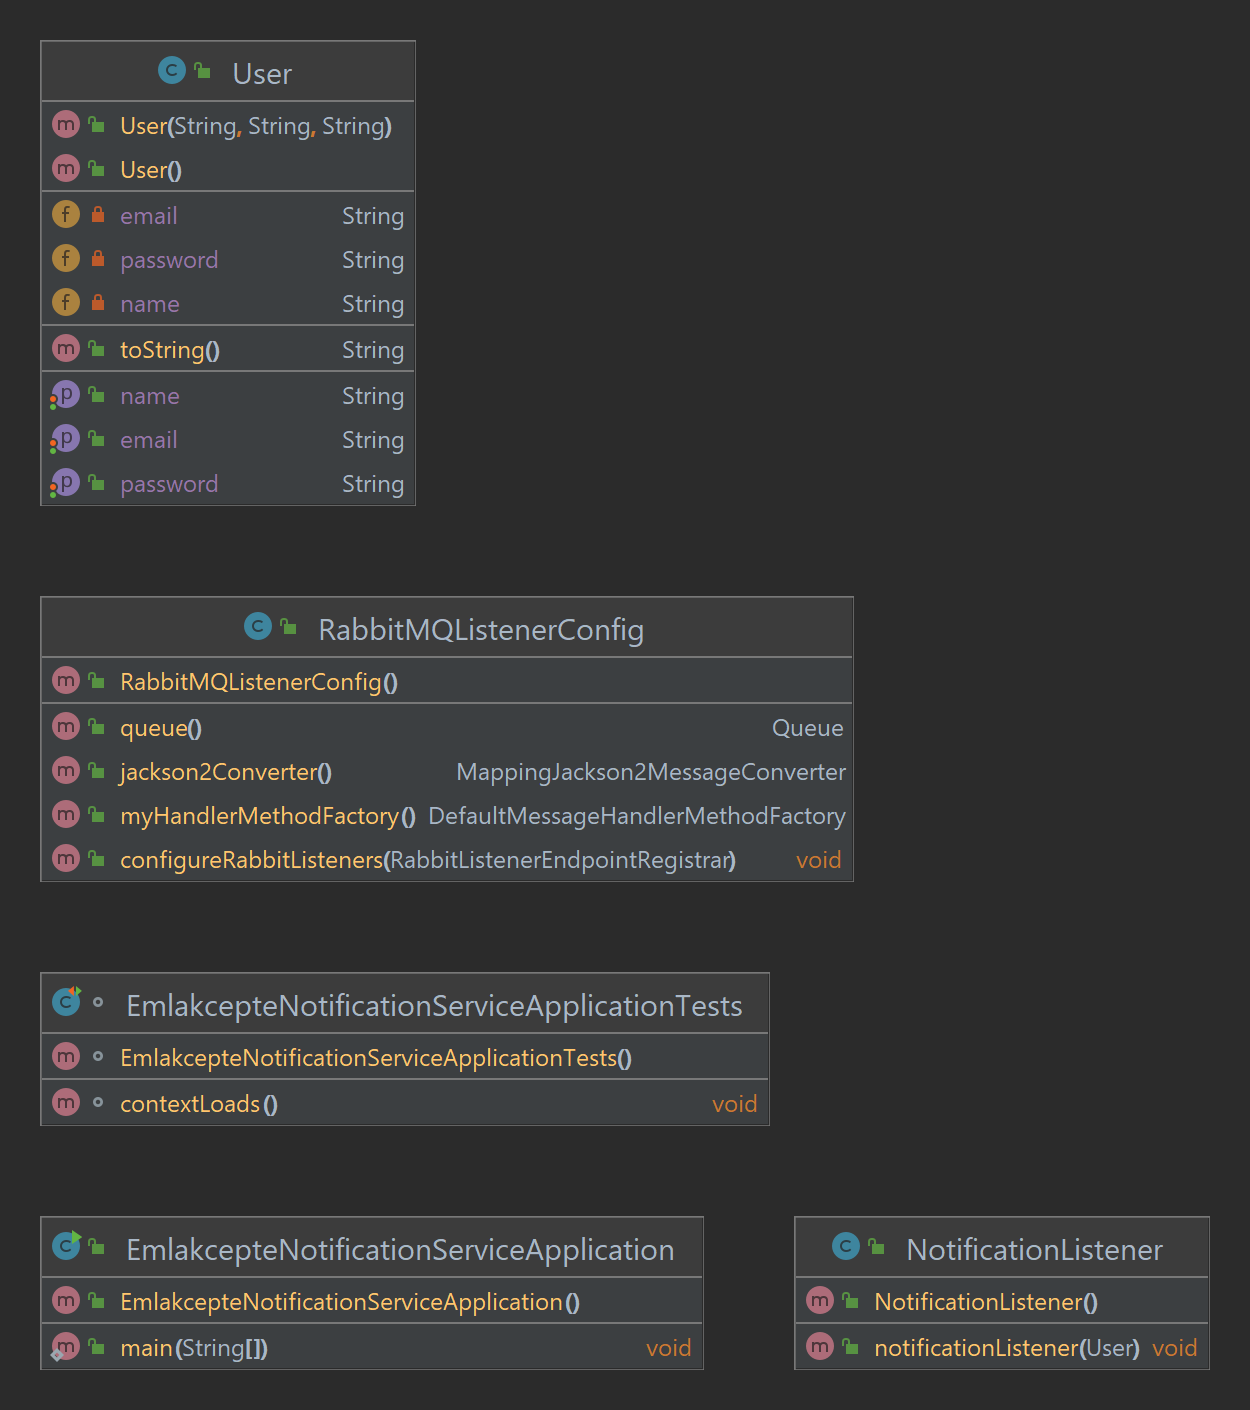 User
User(String, String, String)
User()
email String
password String
name String
toString() String
name String
email String
password String
RabbitMQListenerConfig
RabbitMQListenerConfig()
queue() Queue
jackson2Converter() MappingJackson2MessageConverter
myHandlerMethodFactory() DefaultMessageHandlerMethodFactory
configureRabbitListeners(RabbitListenerEndpointRegistrar) void
EmlakcepteNotificationServiceApplicationTests
EmlakcepteNotificationServiceApplicationTests()
contextLoads() void
EmlakcepteNotificationServiceApplication
EmlakcepteNotificationServiceApplication()
main(String[]) void
NotificationListener
NotificationListener()
notificationListener(User) void